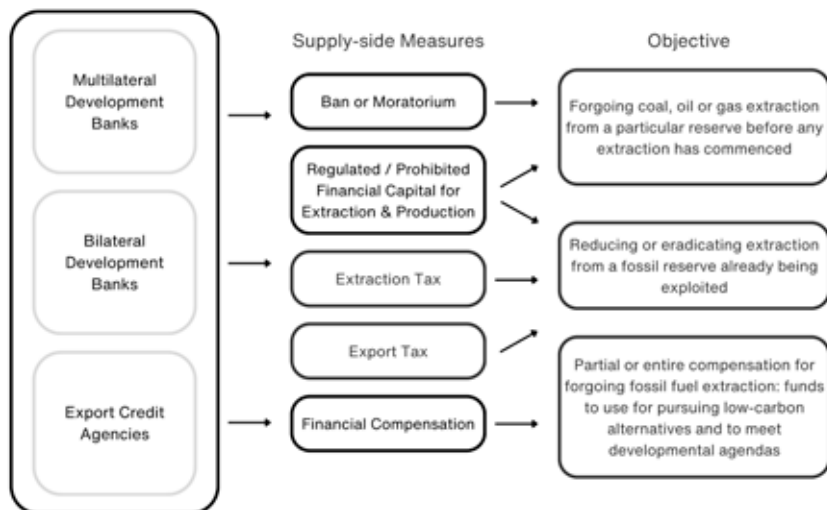 Multilateral
Development
Banks
Bilateral
Development
Banks
Export Credit
Agencies
Supply-side Measures
Ban or Moratorium
Regulated / Prohibited
Financial Capital for
Extraction & Production
Extraction Tax
Export Tax
Financial Compensation
Objective
Forgoing coal, oil or gas extraction
from a particular reserve before any
extraction has commenced
Reducing or eradicating extraction
from a fossil reserve already being
exploited
Partial or entire compensation for
forgoing fossil fuel extraction: funds
to use for pursuing low-carbon
alternatives and to meet
developmental agendas